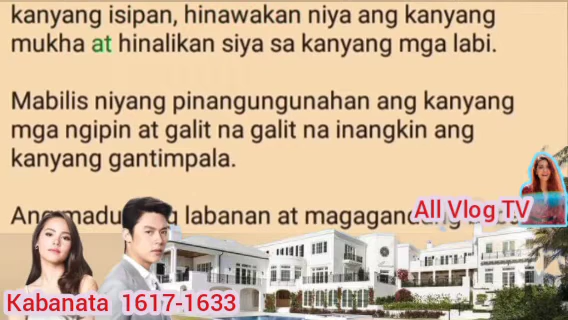 kanyang isipan, hinawakan niya ang kanyang
mukha at hinalikan siya sa kanyang mga labi.
Mabilis niyang pinangungunahan ang kanyang
mga ngipin at galit na galit na inangkin ang
kanyang gantimpala.
labanan at
All Vlog TV
Kabanata 1617-1633